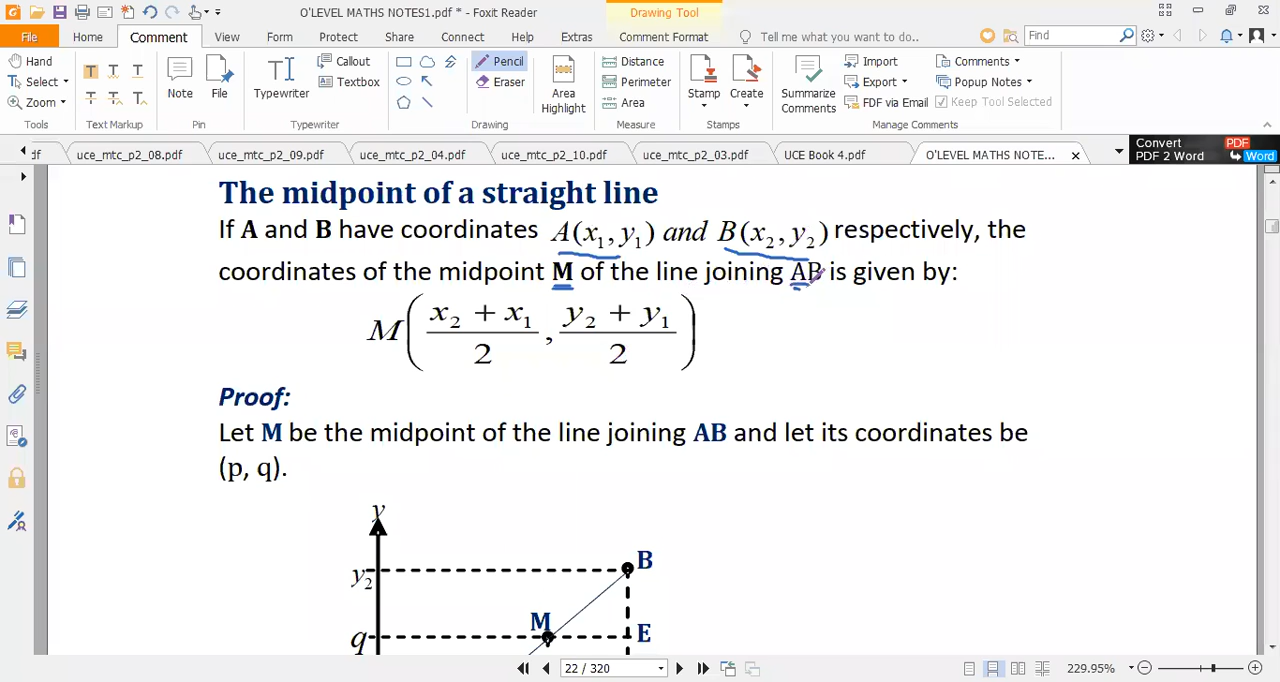 O'LEVEL MATHS NOTES1.pdf * - Foxit Reader
Drawing Tool
File Home Comment View Form Protect Share Connect Help Extras Comment Format Tell me what you want to do.. Find
Hand Callout Pencil Distance Import Comments
Select Textbox Eraser Perimeter Export Popup Notes
Zoom Note File Typewriter Area Highlight Area Stamp Create Summarize Comments FDF via Email Keep Tool Selected
Tools Text Markup Pin Typewriter Drawing Measure Stamps Manage Comments
df uce_mtc_p2_08.pdf uce_mtc_p2_09.pdf uce_mtc_p2_04.pdf uce_mtc_p2_10.pdf uce_mtc_p2_03.pdf UCE Book 4.pdf O'LEVEL MATHS NOTE... Convert PDF
PDF 2 Word Word
The midpoint of a straight line
If A and B have coordinates A(x₁, y₁) and B(x₂, y₂) respectively, the
coordinates of the midpoint M of the line joining AB is given by:
M( (x₂ + x₁)/2 , (y₂ + y₁)/2 )
Proof:
Let M be the midpoint of the line joining AB and let its coordinates be
(p, q).
y
y₂ B
q M E
22 / 320 229.95%